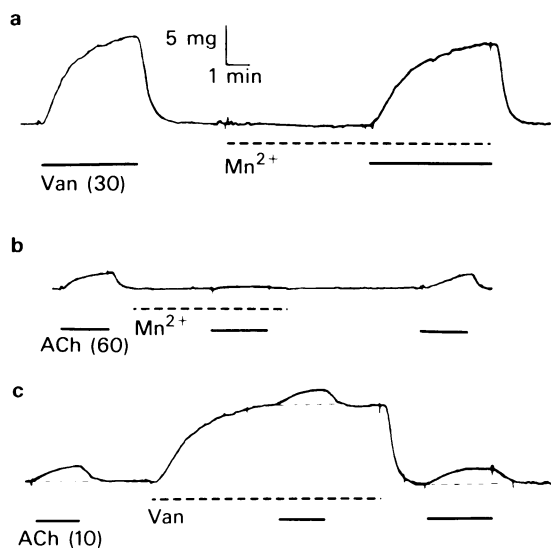 a
5 mg
1 min
Mn²⁺
Van (30)
b
Mn²⁺
ACh (60)
c
Van
ACh (10)